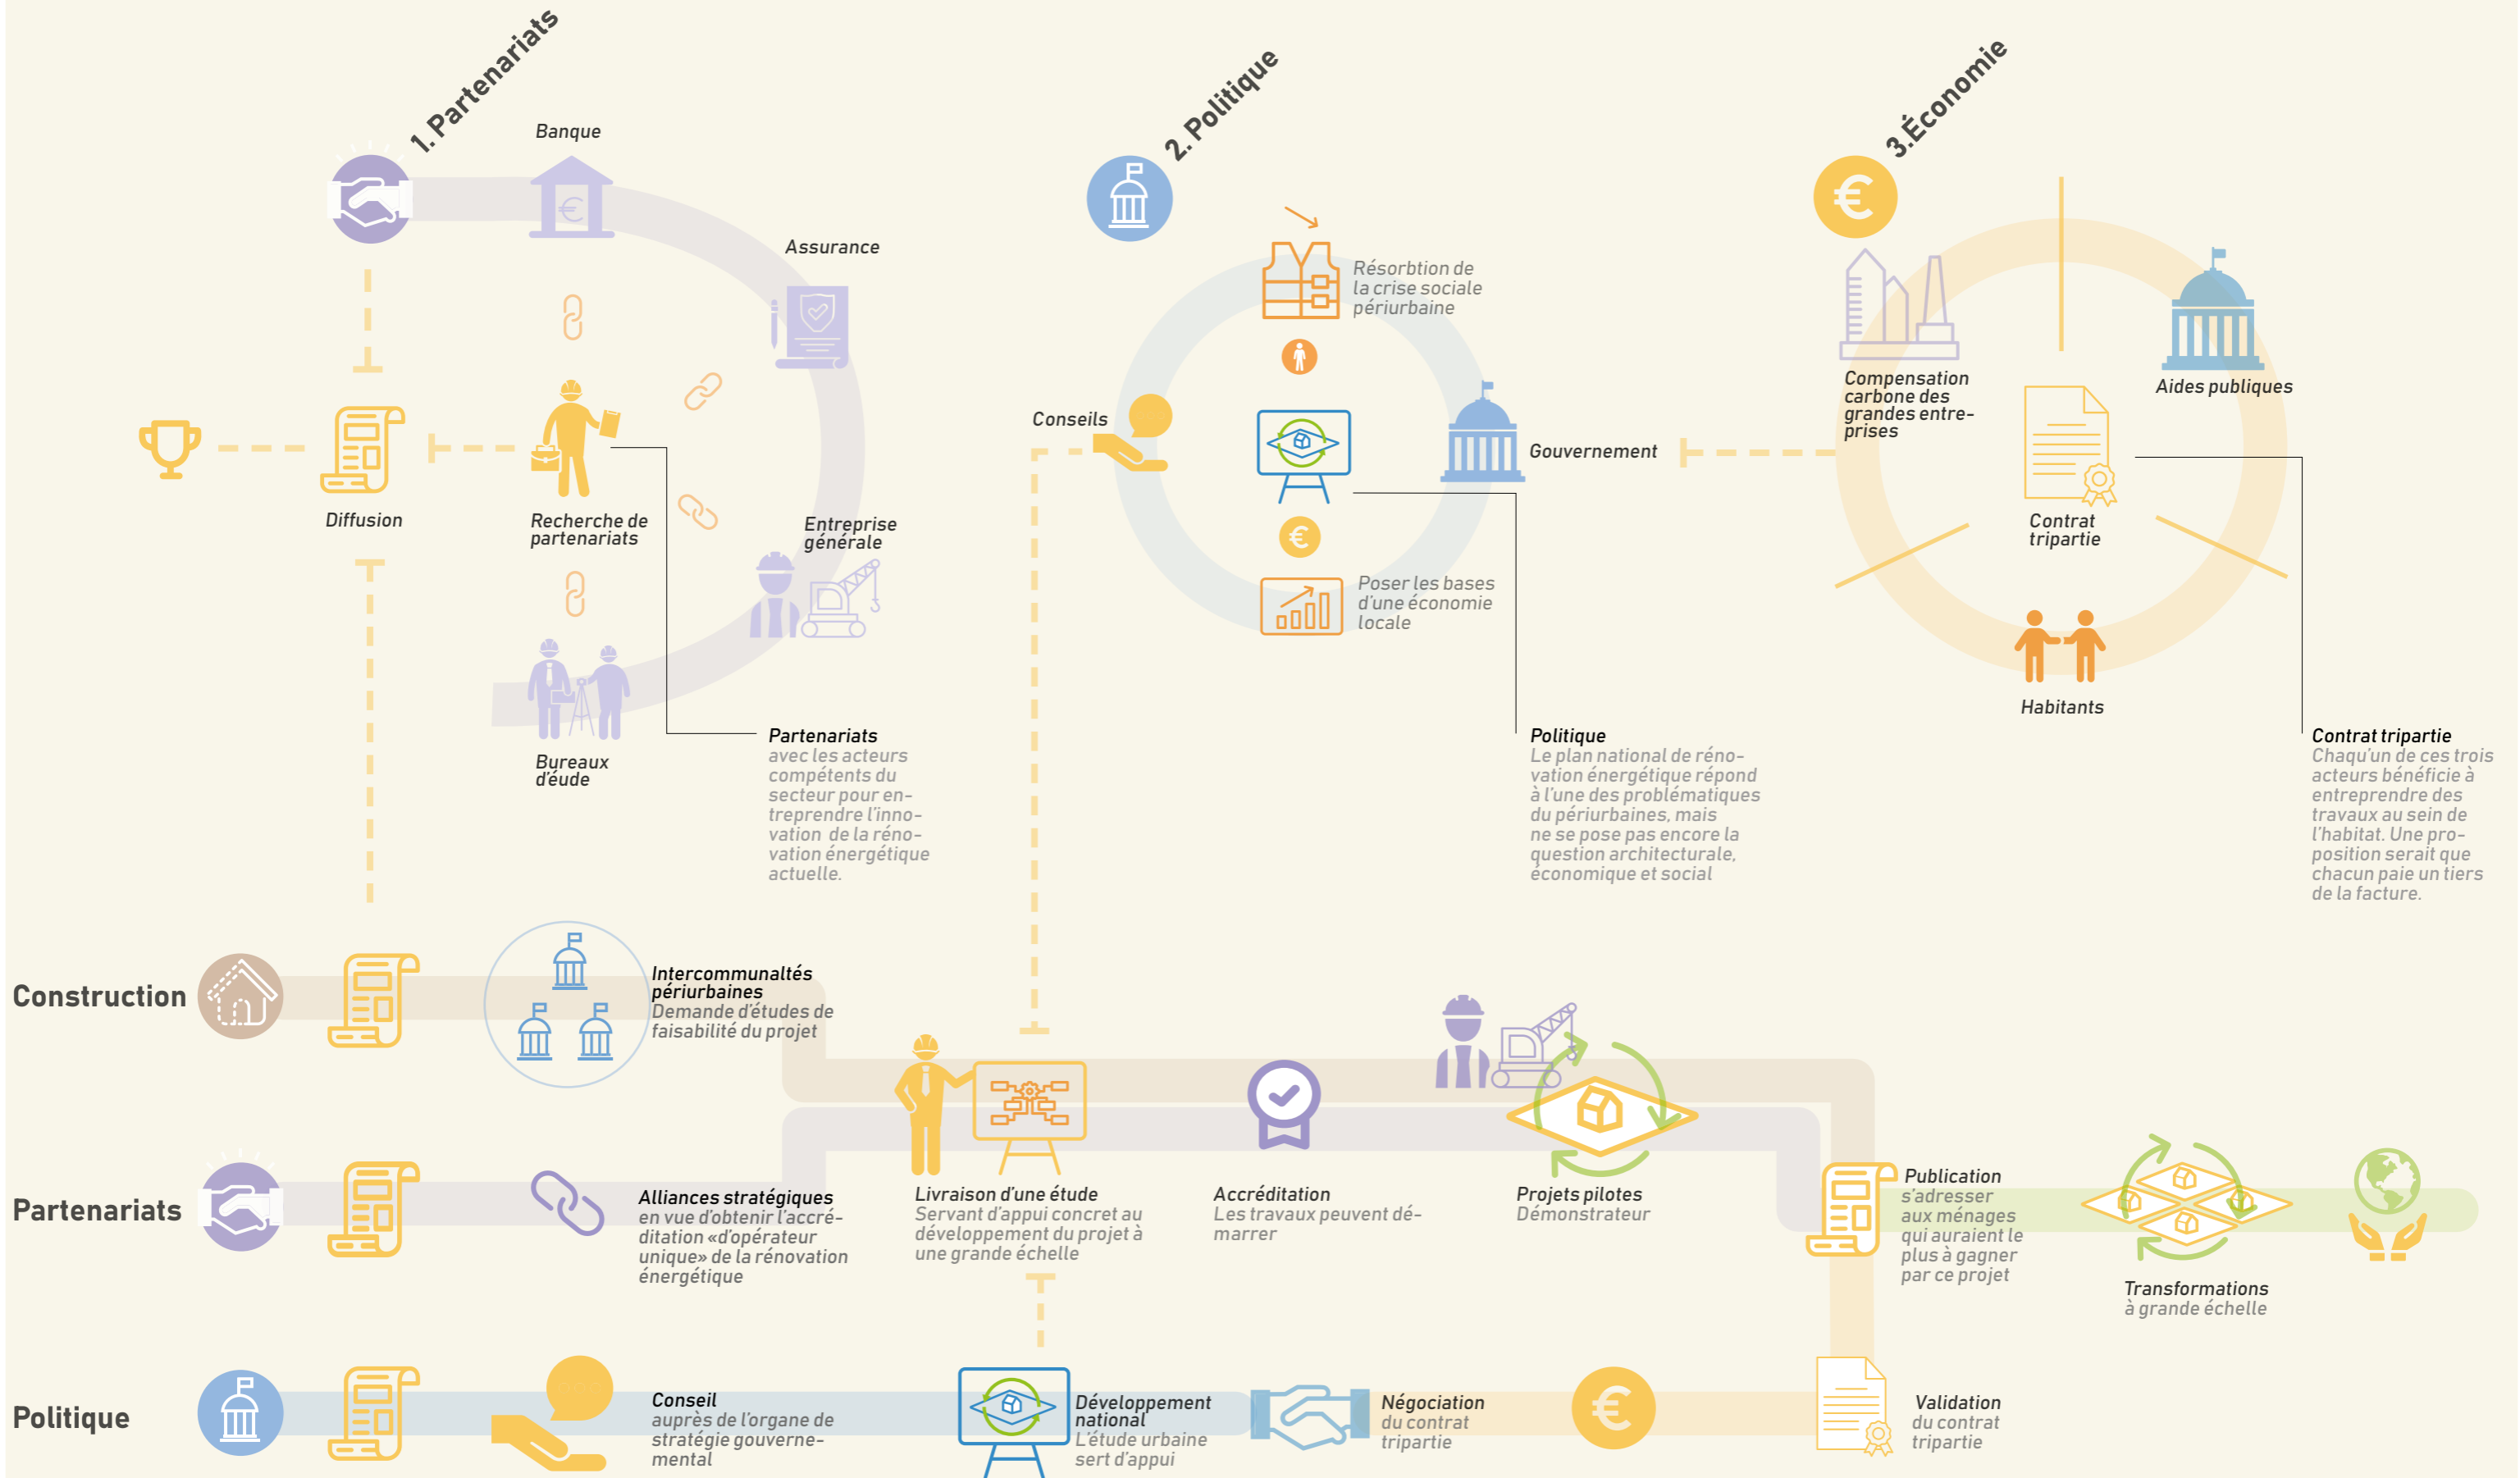 1. Partenariats
Banque
Assurance
Diffusion
Recherche de
partenariats
Entreprise
générale
Bureaux
d'éude
Partenariats
avec les acteurs
compétents du
secteur pour en-
treprendre l'inno-
vation de la réno-
vation énergétique
actuelle.
2. Politique
Résorbtion de
la crise sociale
périurbaine
Conseils
Gouvernement
Poser les bases
d'une économie
locale
Politique
Le plan national de réno-
vation énergétique répond
à l'une des problématiques
du périurbaines, mais
ne se pose pas encore la
question architecturale,
économique et social
3.Économie
Compensation
carbone des
grandes entre-
prises
Aides publiques
Contrat
tripartie
Habitants
Contrat tripartie
Chaqu'un de ces trois
acteurs bénéficie à
entreprendre des
travaux au sein de
l'habitat. Une pro-
position serait que
chacun paie un tiers
de la facture.
Construction
Intercommunaltés
périurbaines
Demande d'études de
faisabilité du projet
Partenariats
Alliances stratégiques
en vue d'obtenir l'accré-
ditation «d'opérateur
unique» de la rénovation
énergétique
Livraison d'une étude
Servant d'appui concret au
développement du projet à
une grande échelle
Accréditation
Les travaux peuvent dé-
marrer
Projets pilotes
Démonstrateur
Publication
s'adresser
aux ménages
qui auraient le
plus à gagner
par ce projet
Transformations
à grande échelle
Politique
Conseil
auprès de l'organe de
stratégie gouverne-
mental
Développement
national
L'étude urbaine
sert d'appui
Négociation
du contrat
tripartie
Validation
du contrat
tripartie